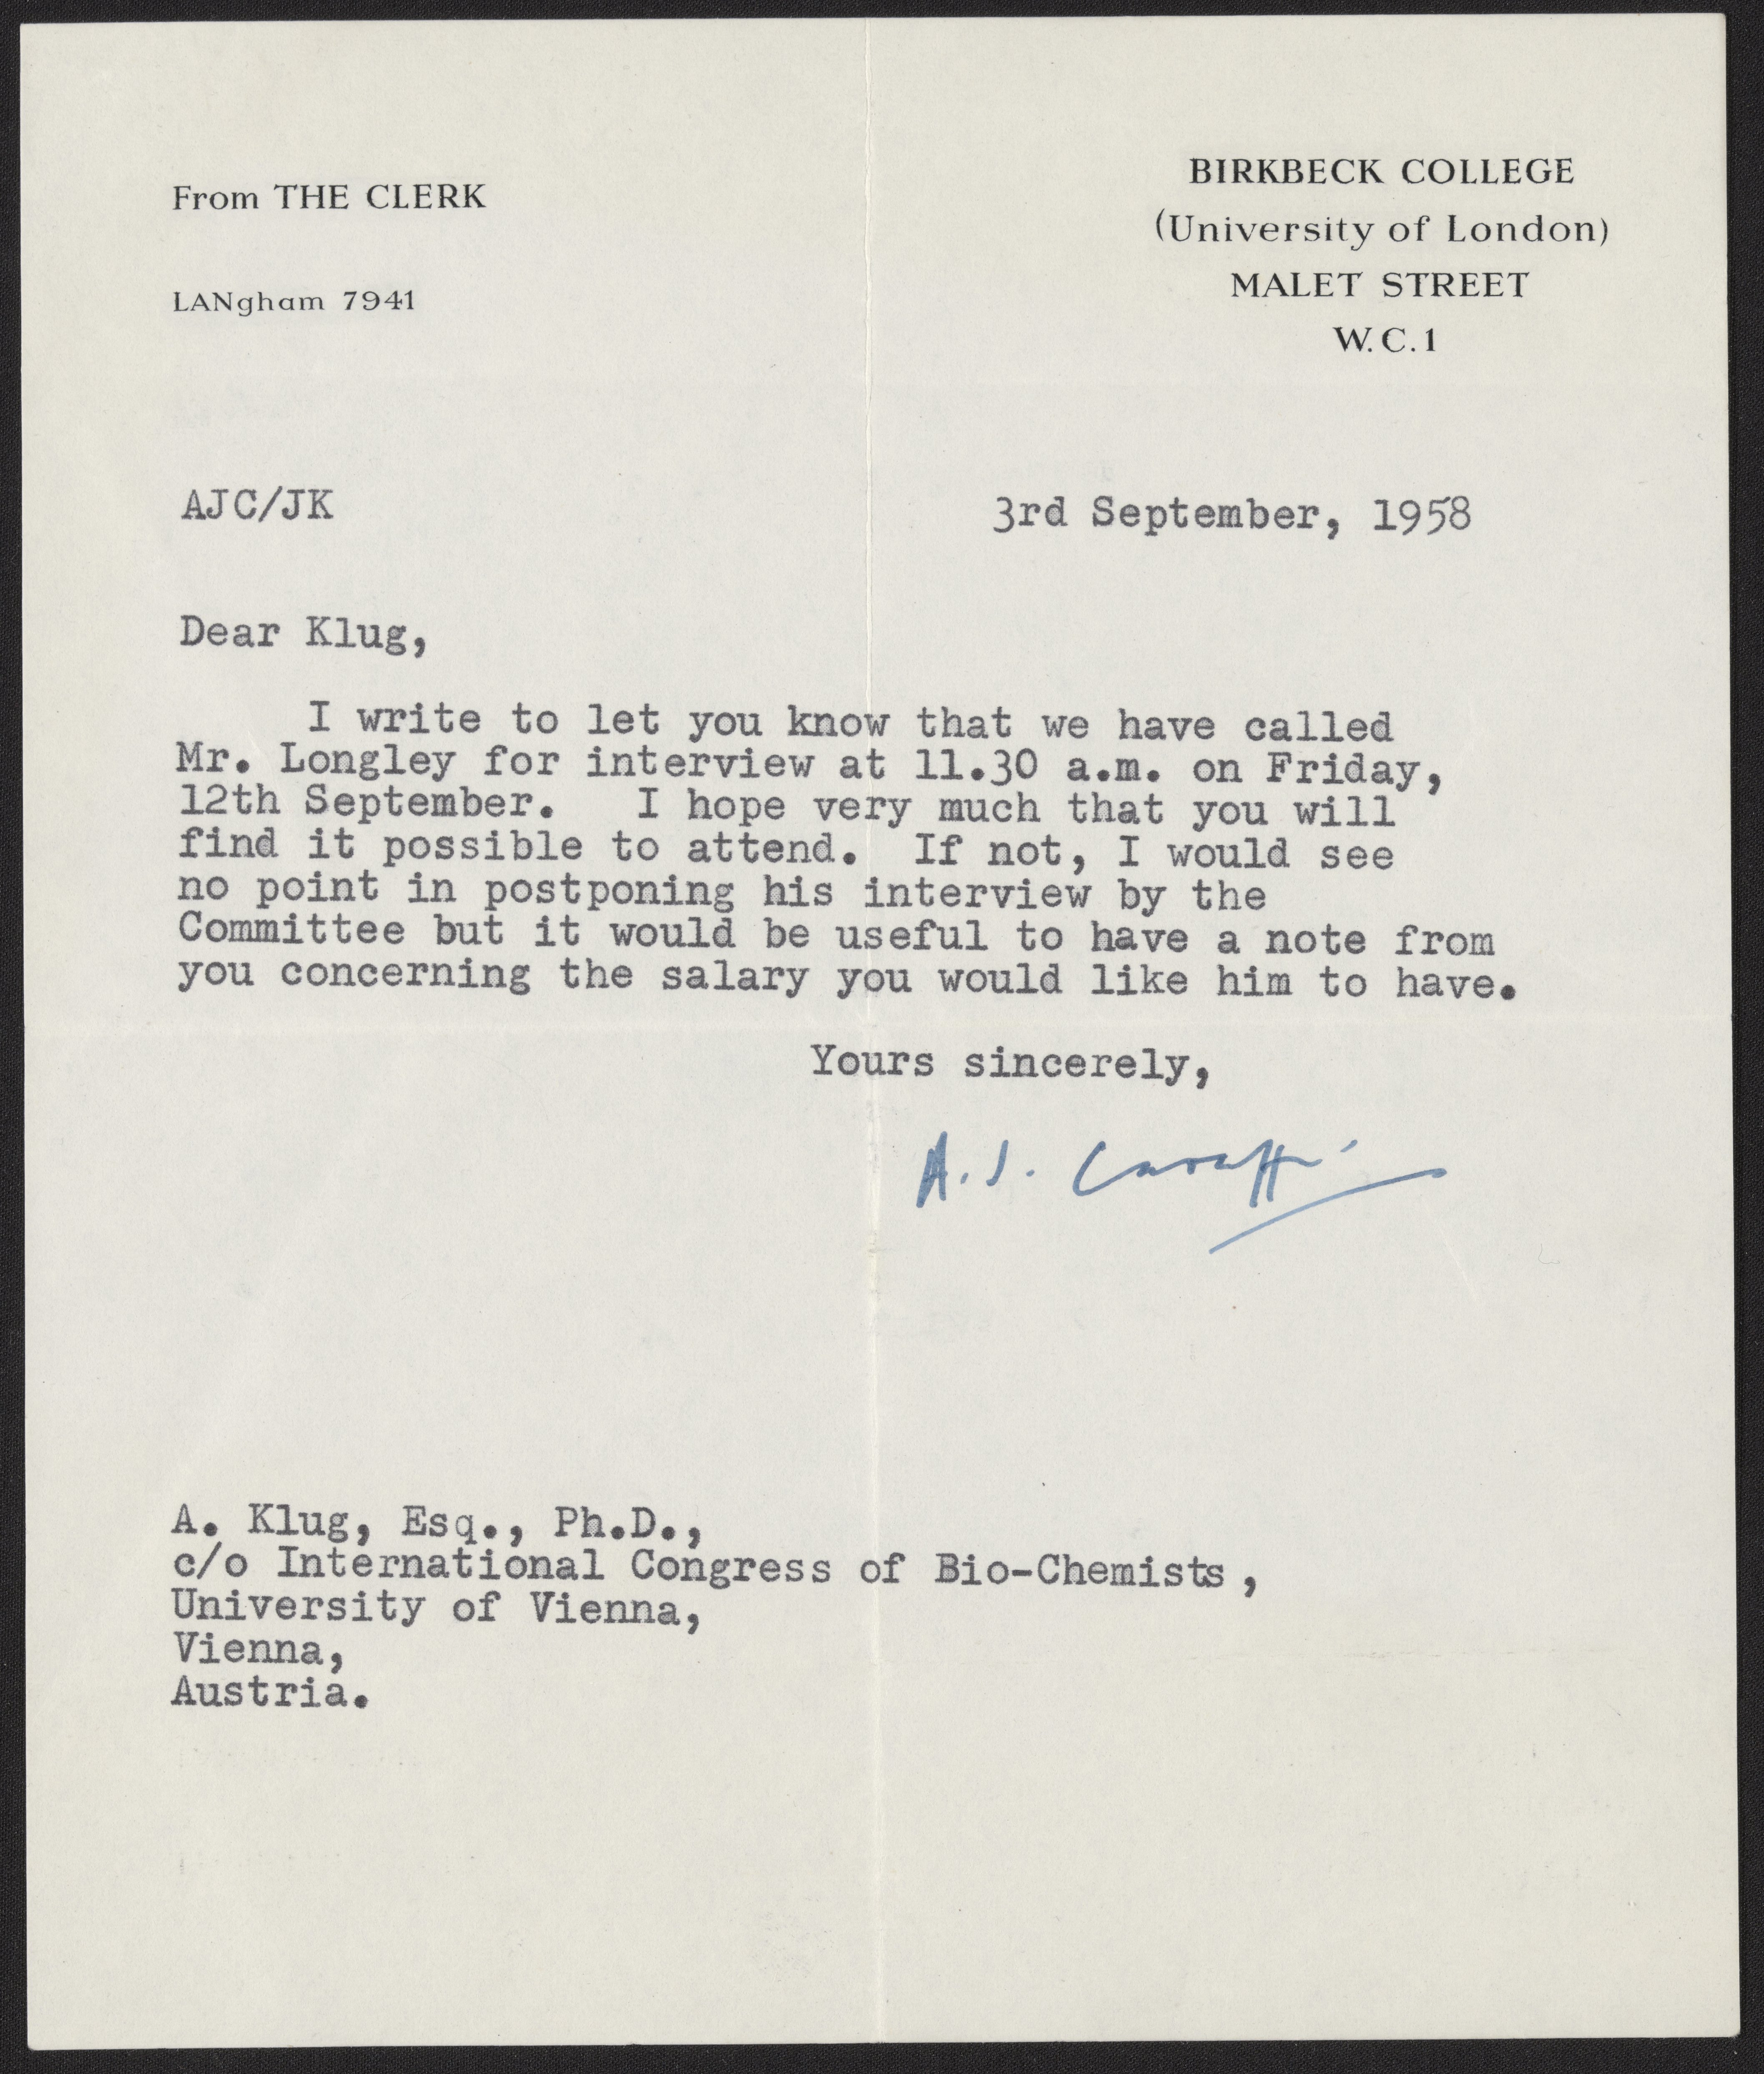 From THE CLERK
LANgham 7941
BIRKBECK COLLEGE
(University of London)
MALET STREET
W.C.1
AJC/JK
3rd September, 1958
Dear Klug,
I write to let you know that we have called
Mr. Longley for interview at 11.30 a.m. on Friday,
12th September. I hope very much that you will
find it possible to attend. If not, I would see
no point in postponing his interview by the
Committee but it would be useful to have a note from
you concerning the salary you would like him to have.
Yours sincerely,
A.J. Caraffi
A. Klug, Esq., Ph.D.,
c/o International Congress of Bio-Chemists,
University of Vienna,
Vienna,
Austria.